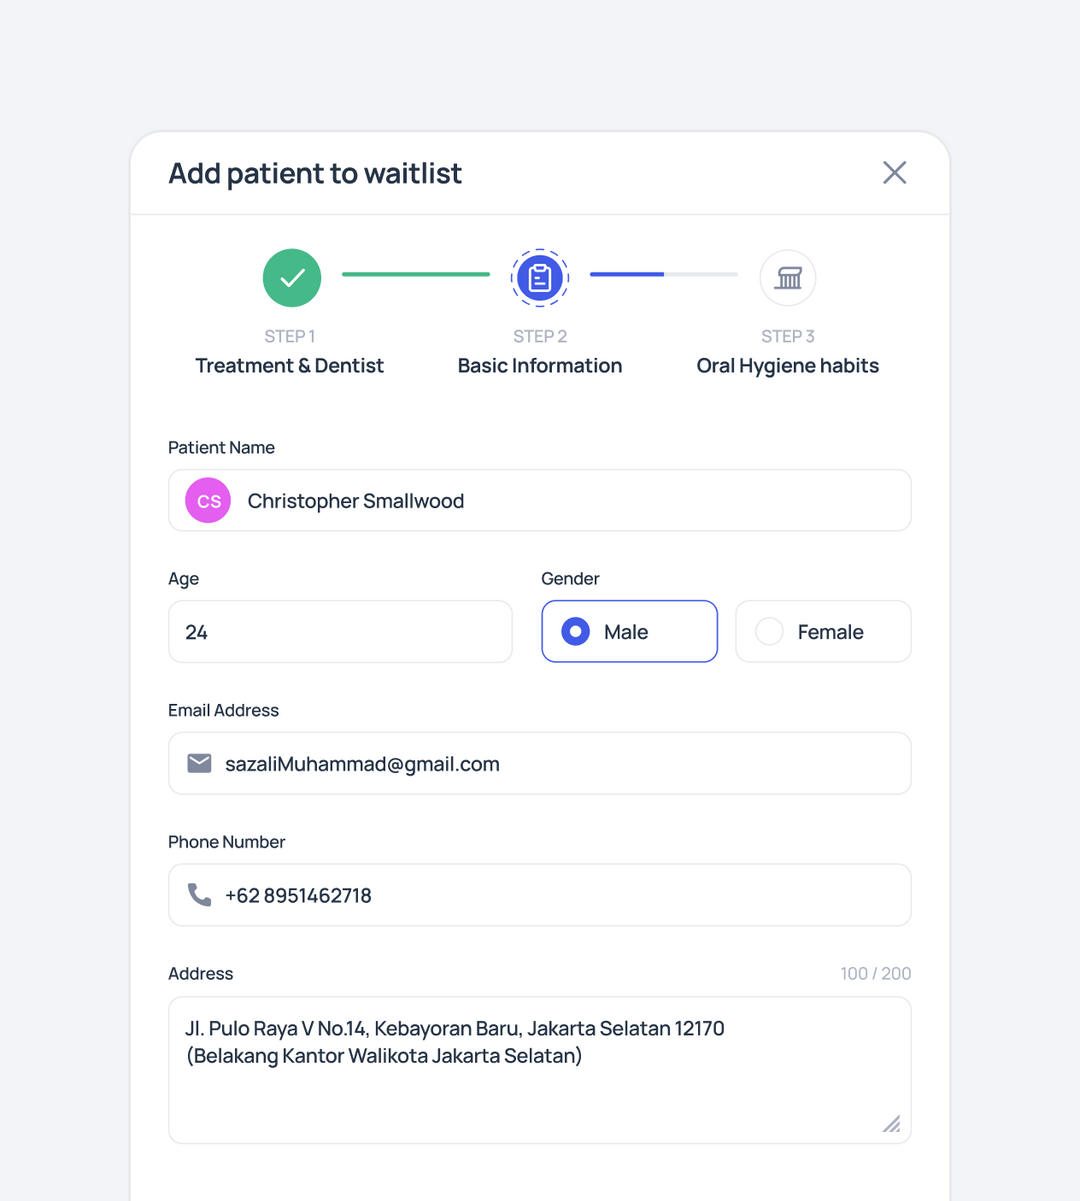 Add patient to waitlist
STEP 1
Treatment & Dentist
STEP 2
Basic Information
STEP 3
Oral Hygiene habits
Patient Name
CS
Christopher Smallwood
Age
24
Gender
Male
Female
Email Address
sazaliMuhammad@gmail.com
Phone Number
+62 8951462718
Address
100 / 200
Jl. Pulo Raya V No.14, Kebayoran Baru, Jakarta Selatan 12170
(Belakang Kantor Walikota Jakarta Selatan)